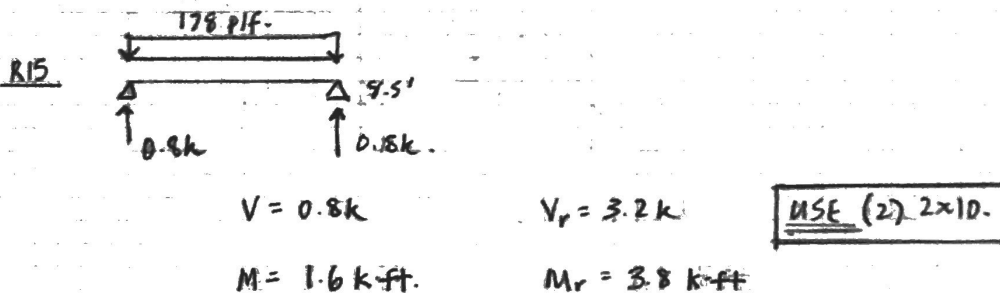 178 plf.
R15
8.5'
0.8k
0.8k.
V = 0.8k
Vr = 3.2k
USE (2) 2x10.
M = 1.6 k-ft.
Mr = 3.8 k-ft